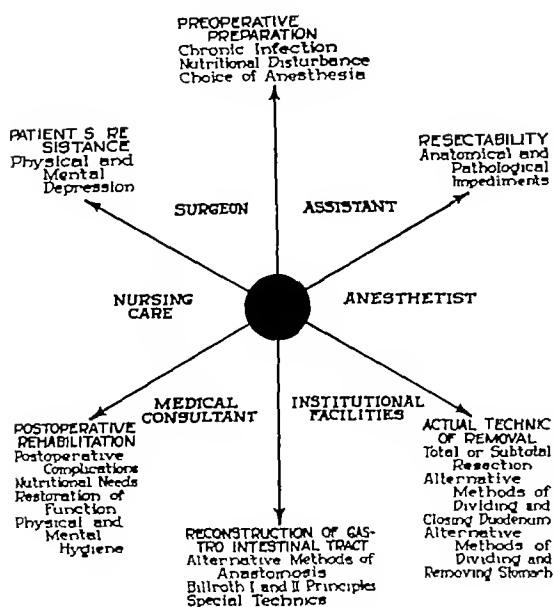 PREOPERATIVE
PREPARATION
Chronic Infection
Nutritional Disturbance
Choice of Anesthesia
PATIENT S RE
SISTANCE
Physical and
Mental
Depression
RESECTABILITY
Anatomical and
Pathological
Impediments
SURGEON
ASSISTANT
NURSING
CARE
ANESTHETIST
MEDICAL
CONSULTANT
INSTITUTIONAL
FACILITIES
POSTOPERATIVE
REHABILITATION
Postoperative
Complications
Nutritional Needs
Restoration of
Function
Physical and
Mental
Hygiene
RECONSTRUCTION OF GAS-
TRO INTESTINAL TRACT
Alternative Methods of
Anastomosis
Billroth I and II Principles
Special Technics
ACTUAL TECHNIC
OF REMOVAL
Total or Subtotal
Resection
Alternative
Methods of
Dividing and
Closing Duodenum
Alternative
Methods of
Dividing and
Removing Stomach